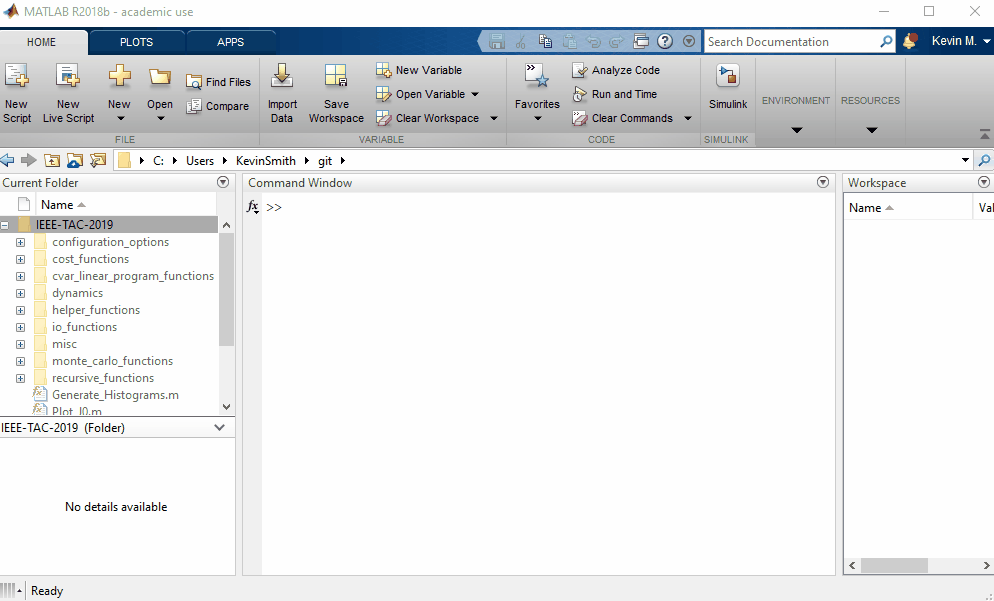 MATLAB R2018b - academic use
HOME PLOTS APPS Search Documentation Kevin M.
New Script
New Live Script
New
Open
Find Files
Compare
FILE
Import Data
Save Workspace
New Variable
Open Variable
Clear Workspace
VARIABLE
Favorites
Analyze Code
Run and Time
Clear Commands
CODE
Simulink
SIMULINK
ENVIRONMENT
RESOURCES
C: Users KevinSmith git
Current Folder
Name
IEEE-TAC-2019
configuration_options
cost_functions
cvar_linear_program_functions
dynamics
helper_functions
io_functions
misc
monte_carlo_functions
recursive_functions
Generate_Histograms.m
Plot_J0.m
IEEE-TAC-2019 (Folder)
No details available
Command Window
fx >>
Workspace
Name Val
Ready